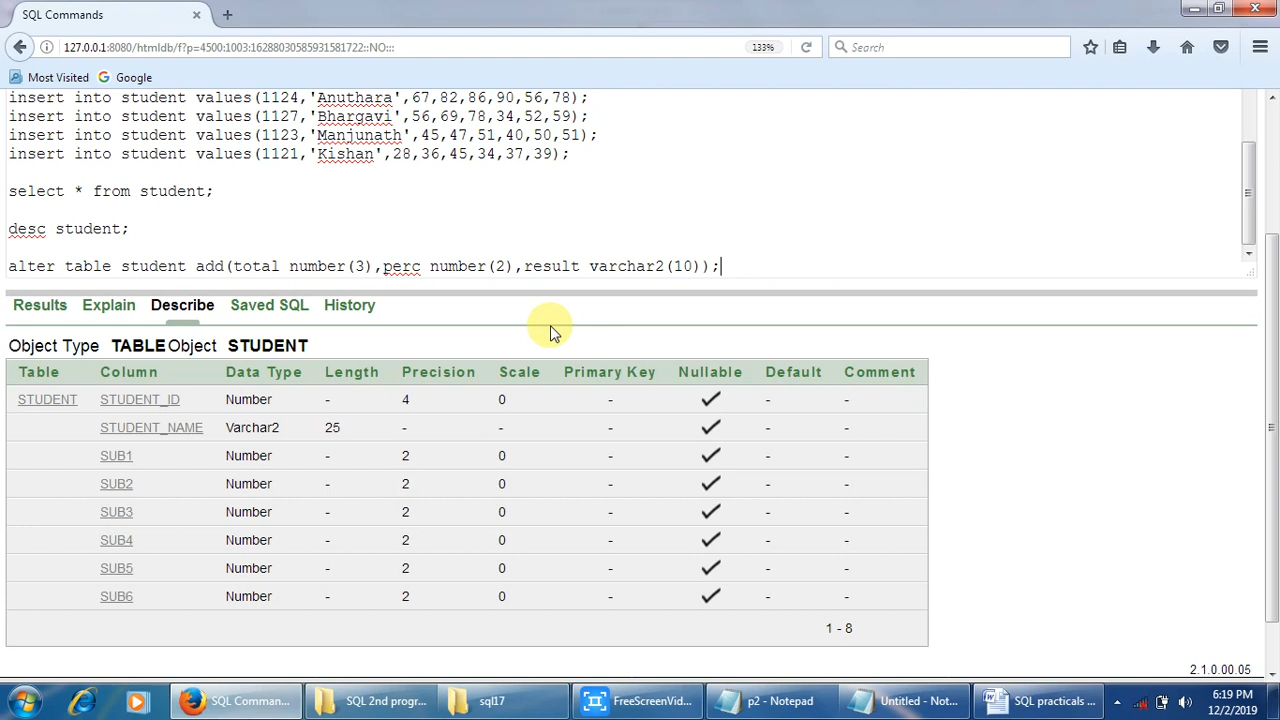 SQL Commands
127.0.0.1:8080/htmldb/f?p=4500:1003:16288030585931581722::NO:::
133%
Search
Most Visited
Google
insert into student values(1124,'Anuthara',67,82,86,90,56,78);
insert into student values(1127,'Bhargavi',56,69,78,34,52,59);
insert into student values(1123,'Manjunath',45,47,51,40,50,51);
insert into student values(1121,'Kishan',28,36,45,34,37,39);
select * from student;
desc student;
alter table student add(total number(3),perc number(2),result varchar2(10));
Results Explain Describe Saved SQL History
Object Type TABLE Object STUDENT
Table Column Data Type Length Precision Scale Primary Key Nullable Default Comment
STUDENT STUDENT_ID Number - 4 0 - - -
STUDENT_NAME Varchar2 25 - - - - -
SUB1 Number - 2 0 - - -
SUB2 Number - 2 0 - - -
SUB3 Number - 2 0 - - -
SUB4 Number - 2 0 - - -
SUB5 Number - 2 0 - - -
SUB6 Number - 2 0 - - -
1 - 8
2.1.0.00.05
SQL Comman... SQL 2nd progr... sql17 FreeScreenVid... p2 - Notepad Untitled - Not... SQL practicals ...
6:19 PM
12/2/2019